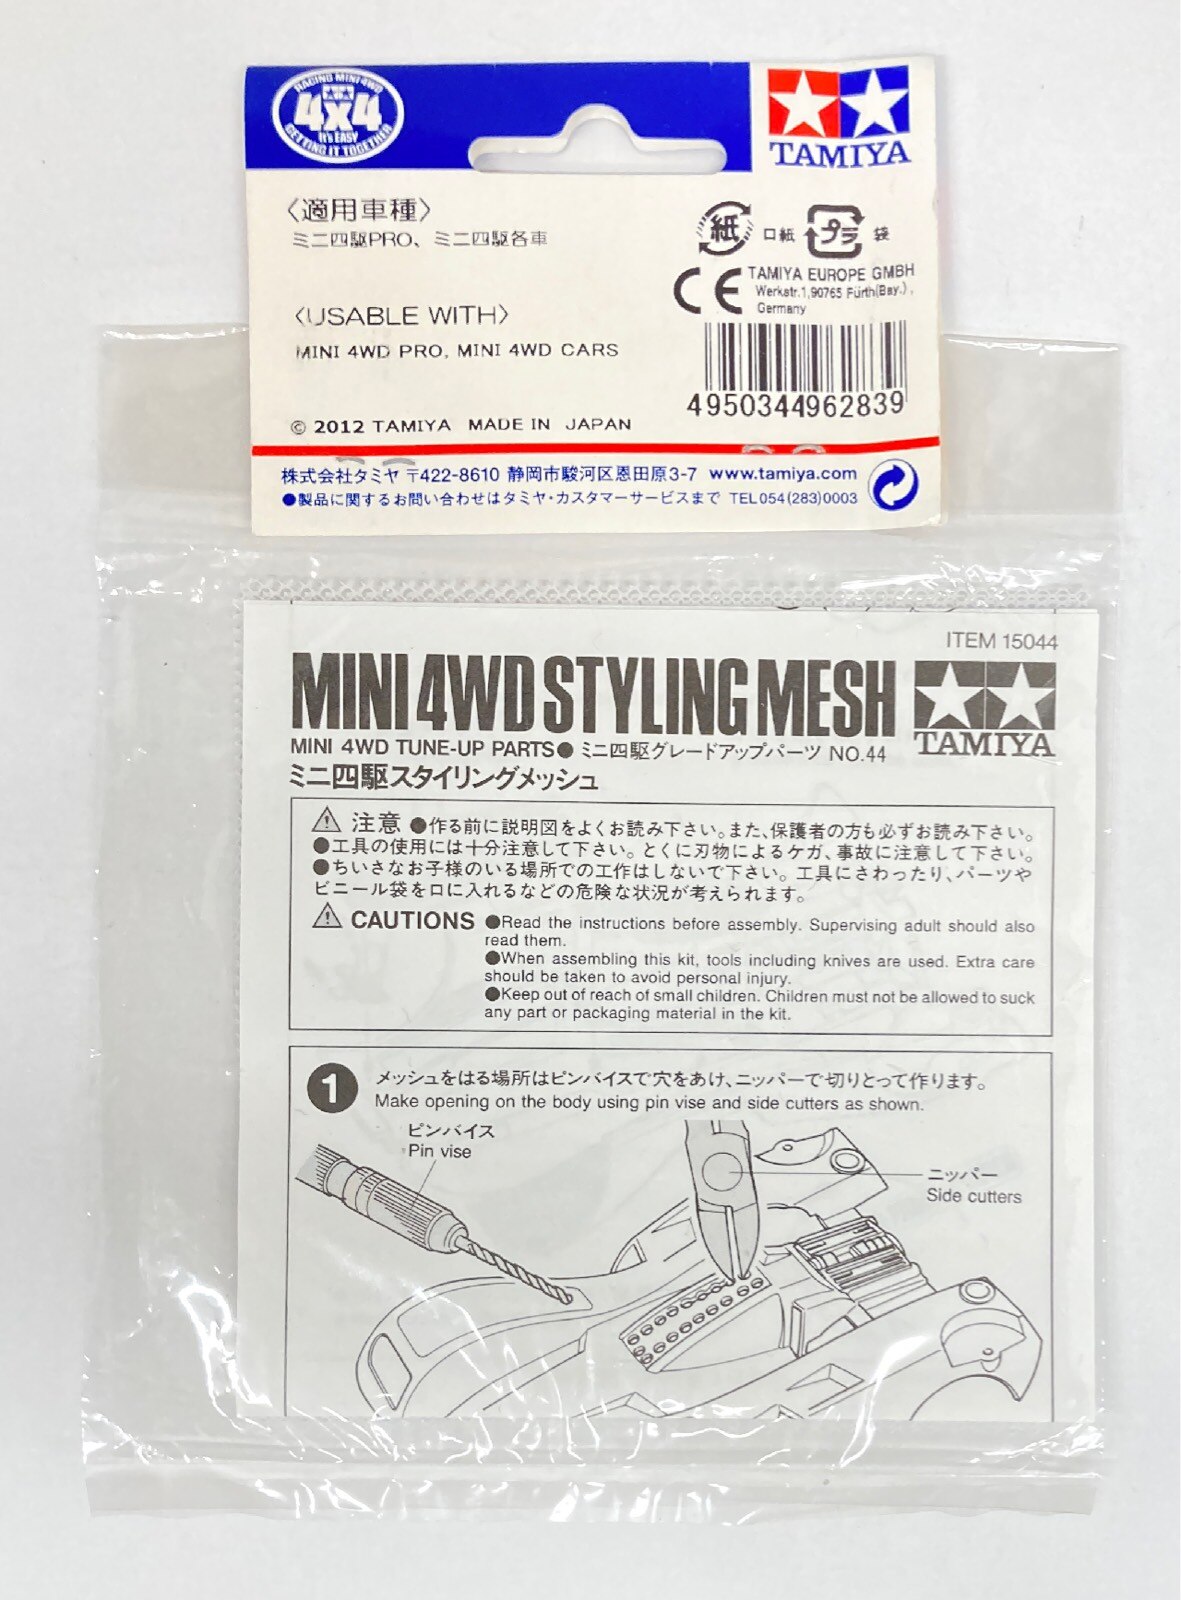 RACING MINI 4WD
4x4
It's EASY
GETTING IT TOGETHER
TAMIYA
〈適用車種〉
ミニ四駆PRO、ミニ四駆各車
紙 口紙 プラ 袋
CE TAMIYA EUROPE GMBH
Werkstr.1,90765 Fürth(Bay.),
Germany
〈USABLE WITH〉
MINI 4WD PRO, MINI 4WD CARS
4950344962839
© 2012 TAMIYA MADE IN JAPAN
株式会社タミヤ 〒422-8610 静岡市駿河区恩田原3-7 www.tamiya.com
●製品に関するお問い合わせはタミヤ・カスタマーサービスまで TEL054(283)0003
ITEM 15044
MINI 4WD STYLING MESH
TAMIYA
MINI 4WD TUNE-UP PARTS● ミニ四駆グレードアップパーツ NO.44
ミニ四駆スタイリングメッシュ
⚠ 注意 ●作る前に説明図をよくお読み下さい。また、保護者の方も必ずお読み下さい。
●工具の使用には十分注意して下さい。とくに刃物によるケガ、事故に注意して下さい。
●ちいさなお子様のいる場所での工作はしないで下さい。工具にさわったり、パーツや
ビニール袋を口に入れるなどの危険な状況が考えられます。
⚠ CAUTIONS ●Read the instructions before assembly. Supervising adult should also
read them.
●When assembling this kit, tools including knives are used. Extra care
should be taken to avoid personal injury.
●Keep out of reach of small children. Children must not be allowed to suck
any part or packaging material in the kit.
1 メッシュをはる場所はピンバイスで穴をあけ、ニッパーで切りとって作ります。
Make opening on the body using pin vise and side cutters as shown.
ピンバイス
Pin vise
ニッパー
Side cutters